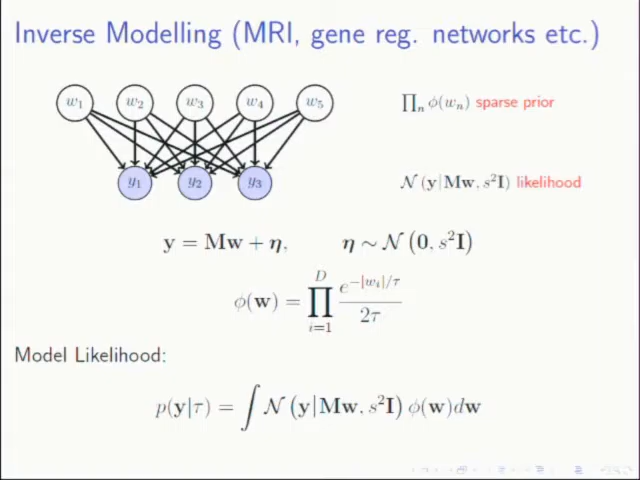 Inverse Modelling (MRI, gene reg. networks etc.)
w₁ w₂ w₃ w₄ w₅
∏ₙ ϕ(wₙ) sparse prior
y₁ y₂ y₃
𝒩 (y|Mw, s²I) likelihood
y = Mw + η, η ∼ 𝒩 (0, s²I)
ϕ(w) = ∏_{i=1}^{D} e^{−|wᵢ|/τ} / 2τ
Model Likelihood:
p(y|τ) = ∫ 𝒩 (y|Mw, s²I) ϕ(w)dw